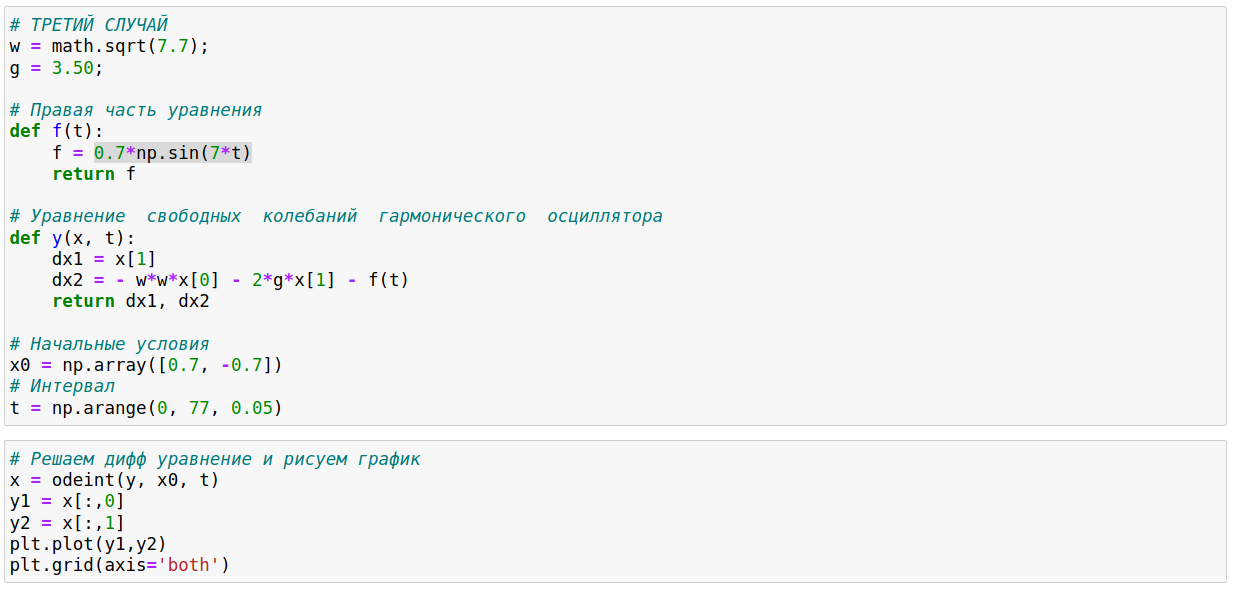 # ТРЕТИЙ СЛУЧАЙ
w = math.sqrt(7.7);
g = 3.50;

# Правая часть уравнения
def f(t):
    f = 0.7*np.sin(7*t)
    return f

# Уравнение  свободных  колебаний  гармонического  осциллятора
def y(x, t):
    dx1 = x[1]
    dx2 = - w*w*x[0] - 2*g*x[1] - f(t)
    return dx1, dx2

# Начальные условия
x0 = np.array([0.7, -0.7])
# Интервал
t = np.arange(0, 77, 0.05)

# Решаем дифф уравнение и рисуем график
x = odeint(y, x0, t)
y1 = x[:,0]
y2 = x[:,1]
plt.plot(y1,y2)
plt.grid(axis='both')